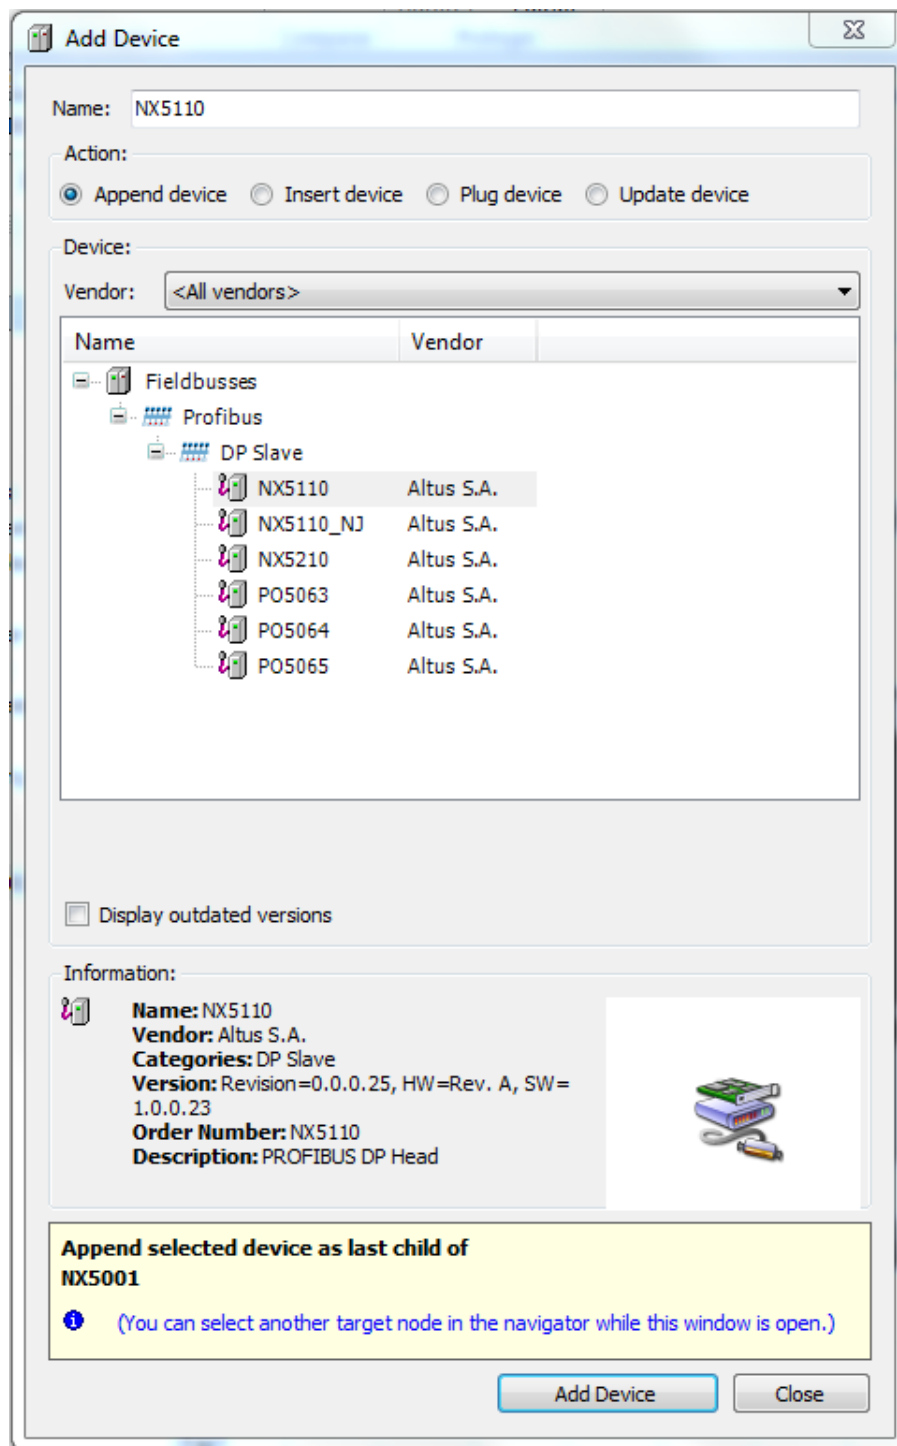 Add Device
Name: NX5110
Action:
Append device Insert device Plug device Update device
Device:
Vendor: <All vendors>
Name Vendor
Fieldbusses
Profibus
DP Slave
NX5110 Altus S.A.
NX5110_NJ Altus S.A.
NX5210 Altus S.A.
PO5063 Altus S.A.
PO5064 Altus S.A.
PO5065 Altus S.A.
Display outdated versions
Information:
Name: NX5110
Vendor: Altus S.A.
Categories: DP Slave
Version: Revision=0.0.0.25, HW=Rev. A, SW=
1.0.0.23
Order Number: NX5110
Description: PROFIBUS DP Head
Append selected device as last child of
NX5001
(You can select another target node in the navigator while this window is open.)
Add Device Close